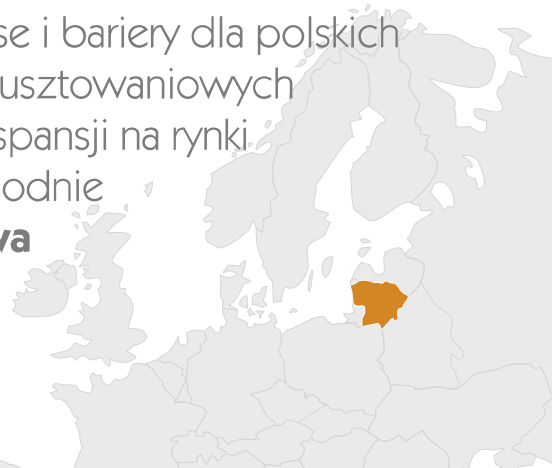 se i bariery dla polskich
usztowaniowych
spansji na rynki
odnie
va